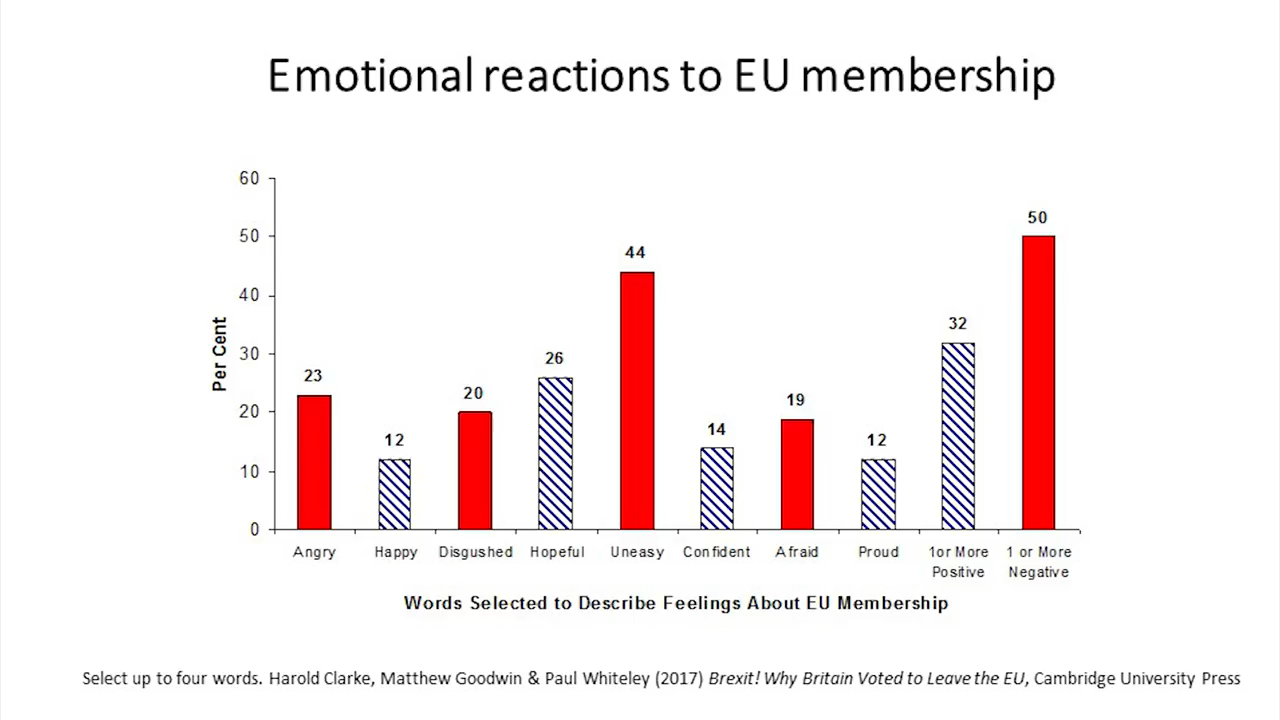 Emotional reactions to EU membership
60
50
40
30
20
10
0
Per Cent
23
12
20
26
44
14
19
12
32
50
Angry Happy Disgushed Hopeful Uneasy Confident Afraid Proud 1or More 1 or More
Positive Negative
Words Selected to Describe Feelings About EU Membership
Select up to four words. Harold Clarke, Matthew Goodwin & Paul Whiteley (2017) Brexit! Why Britain Voted to Leave the EU, Cambridge University Press